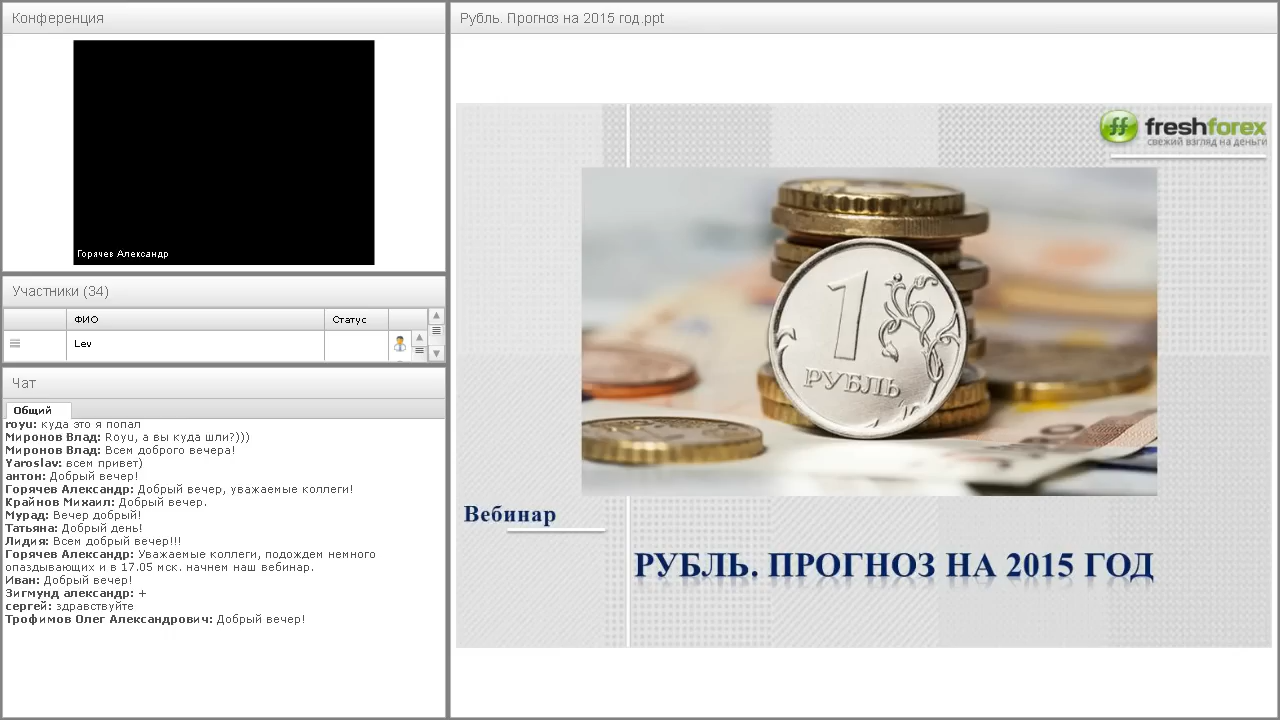 Конференция
Горячев Александр
Участники (34)
ФИО
Статус
Lev
Чат
Общий
royu: куда это я попал
Миронов Влад: Royu, а вы куда шли?)))
Миронов Влад: Всем доброго вечера!
Yaroslav: всем привет)
антон: Добрый вечер!
Горячев Александр: Добрый вечер, уважаемые коллеги!
Крайнов Михаил: Добрый вечер.
Мурад: Вечер добрый!
Татьяна: Добрый день!
Лидия: Всем добрый вечер!!!
Горячев Александр: Уважаемые коллеги, подождем немного
опаздывающих и в 17.05 мск. начнем наш вебинар.
Иван: Добрый вечер!
Зигмунд александр: +
сергей: здравствуйте
Трофимов Олег Александрович: Добрый вечер!
Рубль. Прогноз на 2015 год.ppt
ff freshforex
свежий взгляд на деньги
1
РУБЛЬ
Вебинар
РУБЛЬ. ПРОГНОЗ НА 2015 ГОД